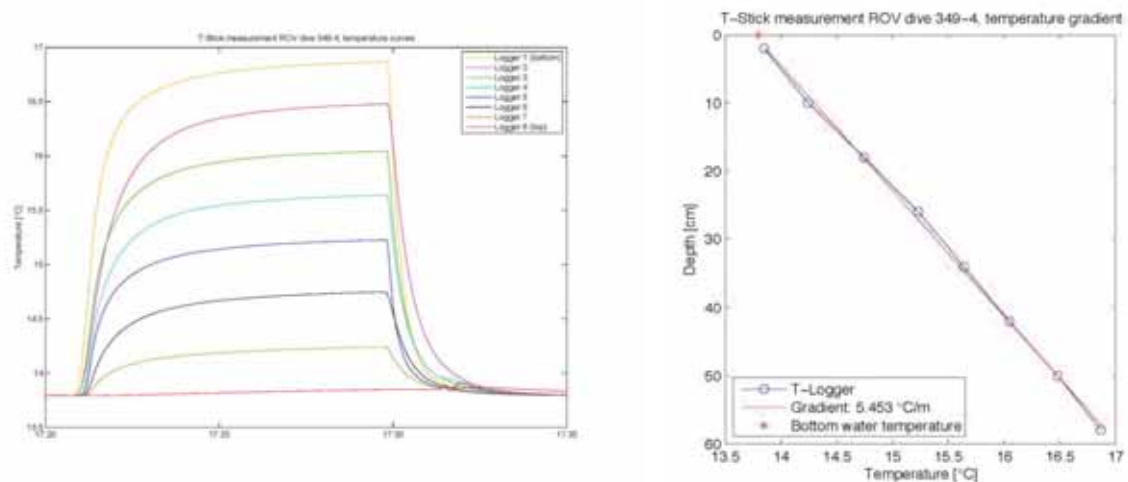 T-Stick measurement ROV dive 349-4, temperature curves
17
16.5
16
15.5
15
14.5
14
13.5
Temperature [°C]
17:20
17:25
17:30
17:35
Logger 1 (bottom)
Logger 2
Logger 3
Logger 4
Logger 5
Logger 6
Logger 7
Logger 8 (top)
T-Stick measurement ROV dive 349-4, temperature gradient
0
10
20
30
40
50
60
Depth [cm]
T-Logger
Gradient: 5.453 °C/m
Bottom water temperature
13.5 14 14.5 15 15.5 16 16.5 17
Temperature [°C]